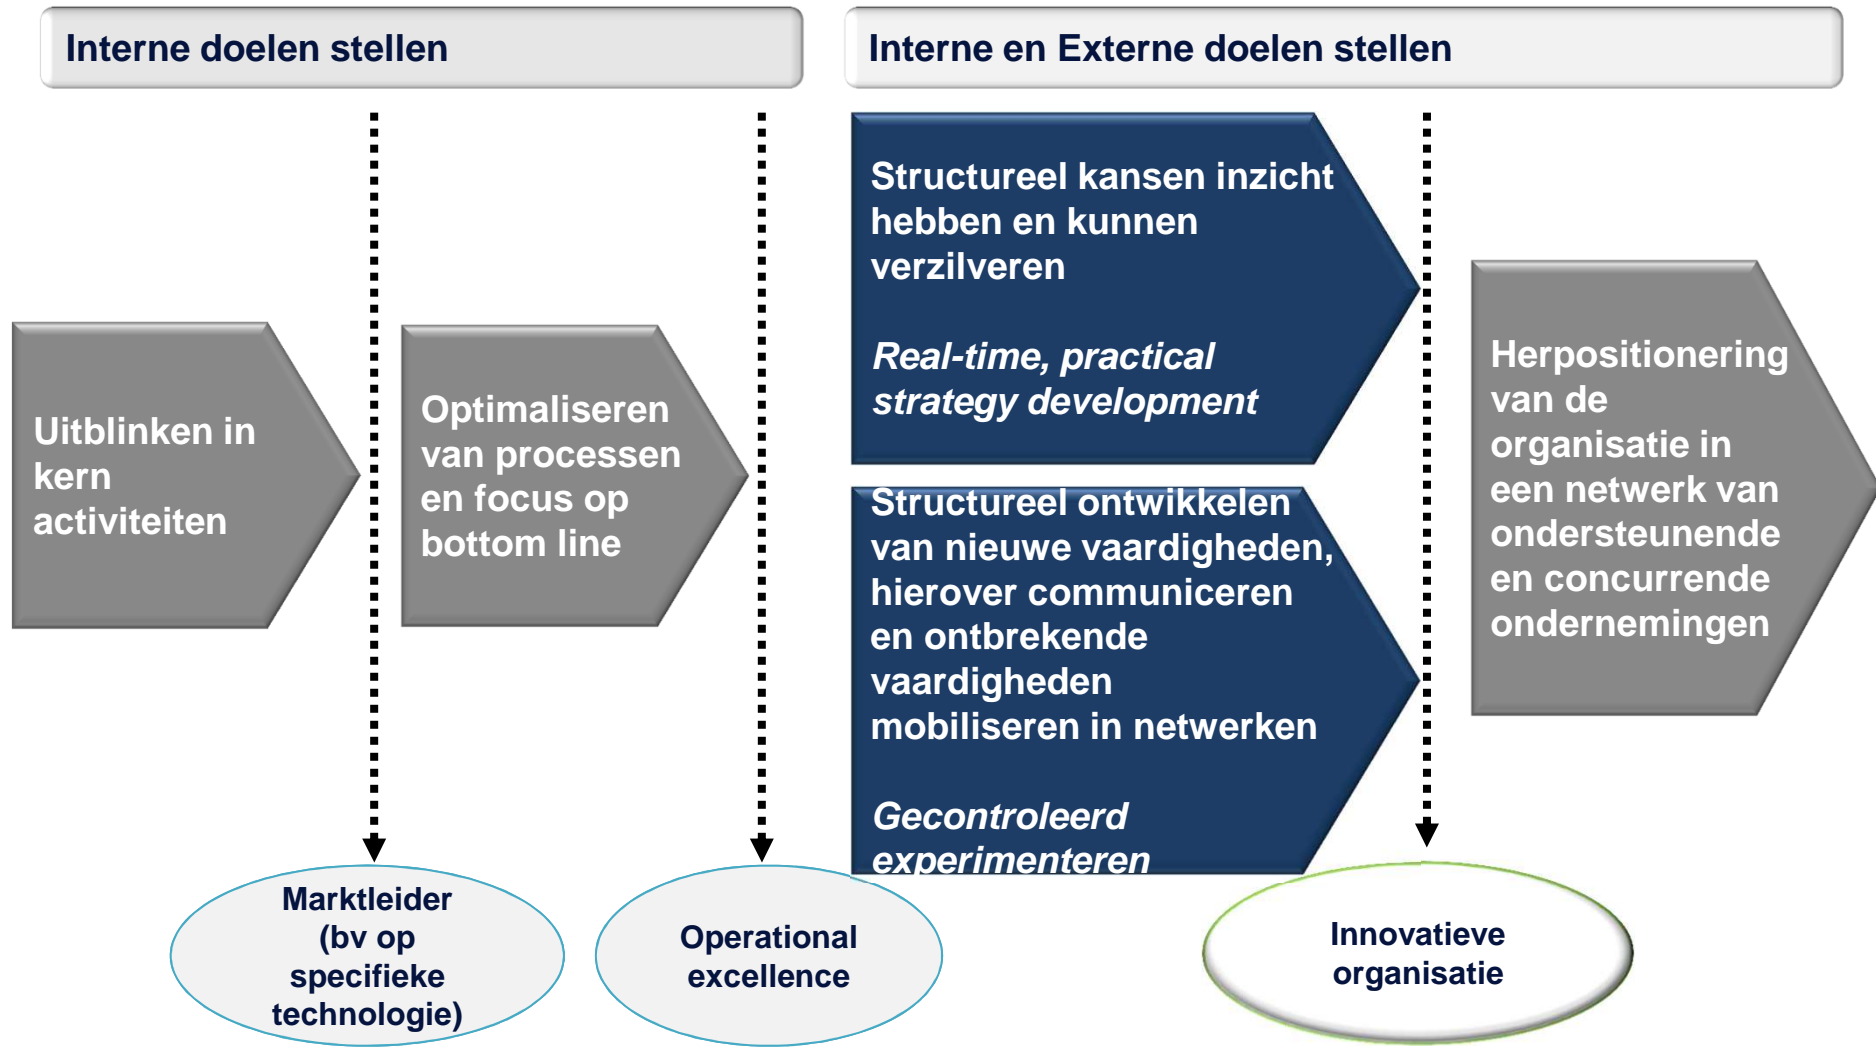 Interne doelen stellen
Interne en Externe doelen stellen
Uitblinken in
kern
activiteiten
Optimaliseren
van processen
en focus op
bottom line
Structureel kansen inzicht
hebben en kunnen
verzilveren
Real-time, practical
strategy development
Structureel ontwikkelen
van nieuwe vaardigheden,
hierover communiceren
en ontbrekende
vaardigheden
mobiliseren in netwerken
Gecontroleerd
experimenteren
Herpositionering
van de
organisatie in
een netwerk van
ondersteunende
en concurrende
ondernemingen
Marktleider
(bv op
specifieke
technologie)
Operational
excellence
Innovatieve
organisatie